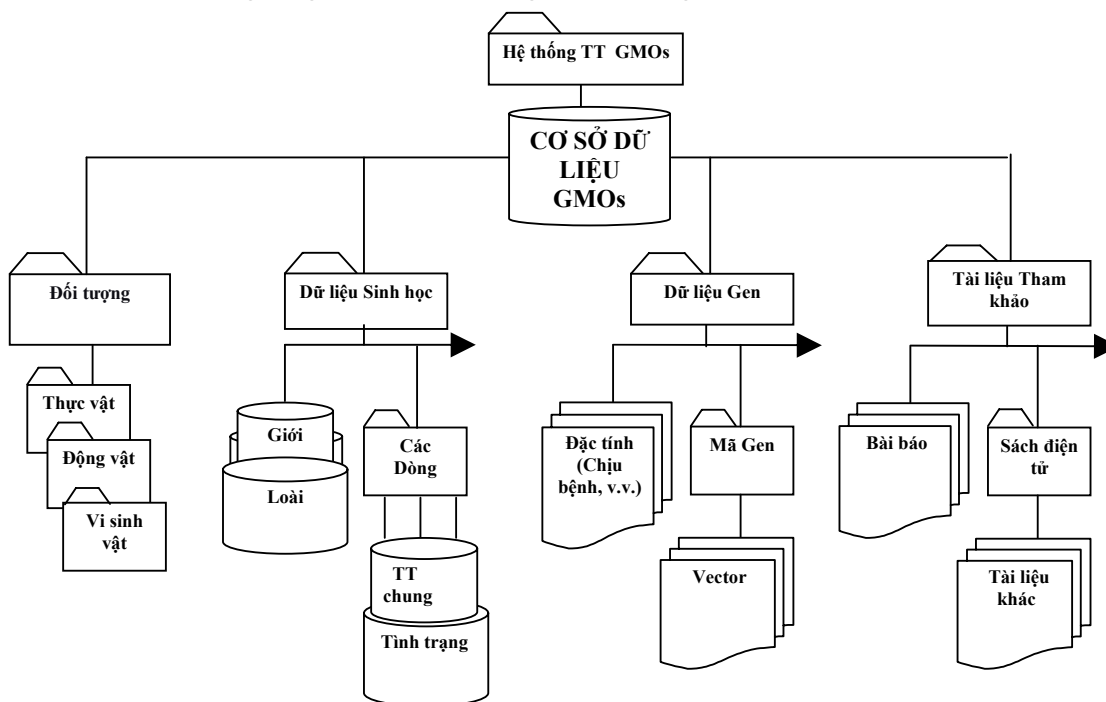 Hệ thống TT GMOs
CƠ SỞ DỮ
LIỆU
GMOs
Đối tượng
Dữ liệu Sinh học
Dữ liệu Gen
Tài liệu Tham
khảo
Thực vật
Động vật
Vi sinh
vật
Giới
Loài
Các
Dòng
TT
chung
Tình trạng
Đặc tính
(Chịu
bệnh, v.v.)
Mã Gen
Vector
Bài báo
Sách điện
tử
Tài liệu
khác